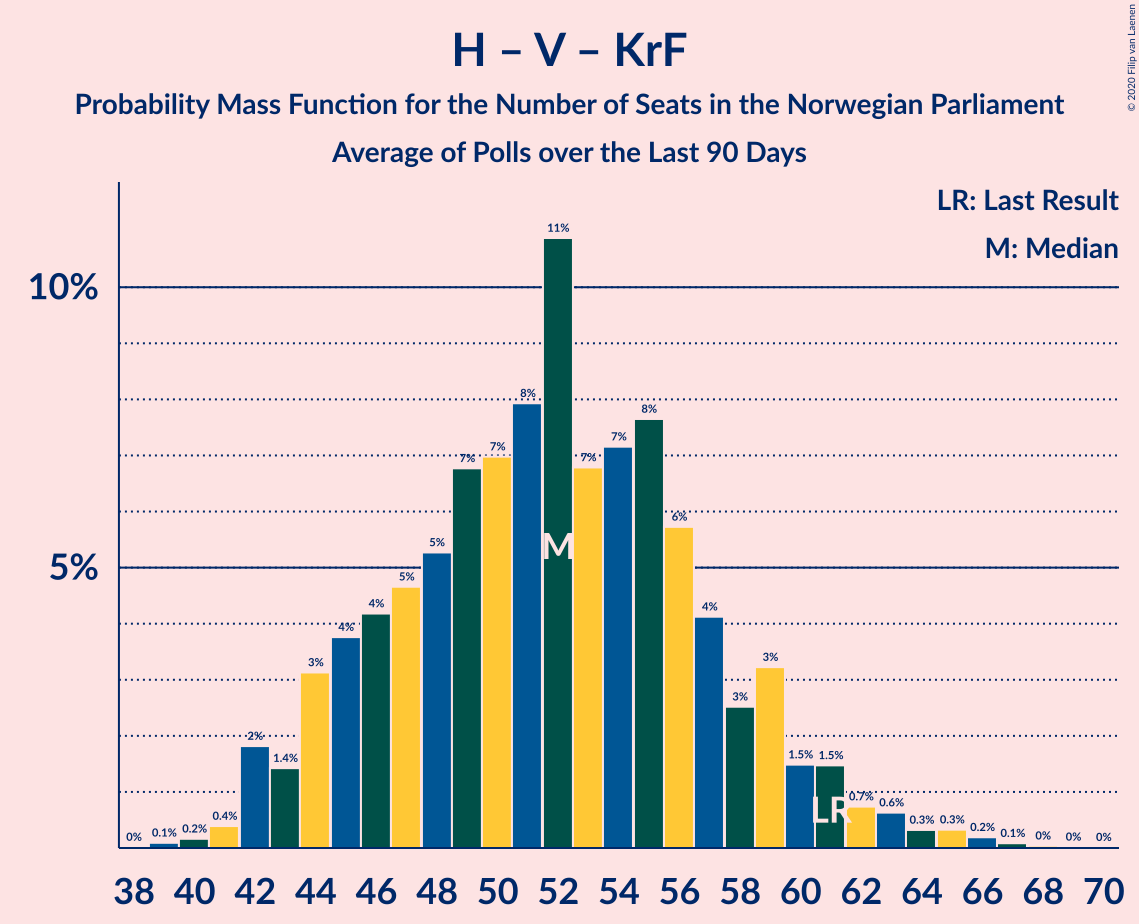 H – V – KrF
Probability Mass Function for the Number of Seats in the Norwegian Parliament
Average of Polls over the Last 90 Days
© 2020 Filip van Laenen
LR: Last Result
M: Median
10%
5%
0% 0.1% 0.2% 0.4% 2% 1.4% 3% 4% 4% 5% 5% 7% 7% 8% 11% 7% 7% 8% 6% 4% 3% 3% 1.5% 1.5% 0.7% 0.6% 0.3% 0.3% 0.2% 0.1% 0% 0% 0%
M
LR
38 40 42 44 46 48 50 52 54 56 58 60 62 64 66 68 70